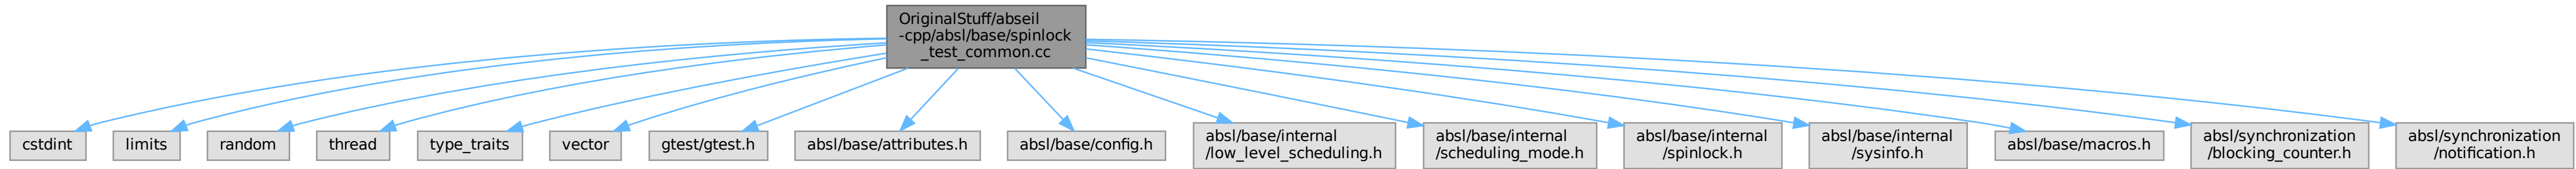 OriginalStuff/abseil
-cpp/absl/base/spinlock
_test_common.cc
cstdint
limits
random
thread
type_traits
vector
gtest/gtest.h
absl/base/attributes.h
absl/base/config.h
absl/base/internal
/low_level_scheduling.h
absl/base/internal
/scheduling_mode.h
absl/base/internal
/spinlock.h
absl/base/internal
/sysinfo.h
absl/base/macros.h
absl/synchronization
/blocking_counter.h
absl/synchronization
/notification.h